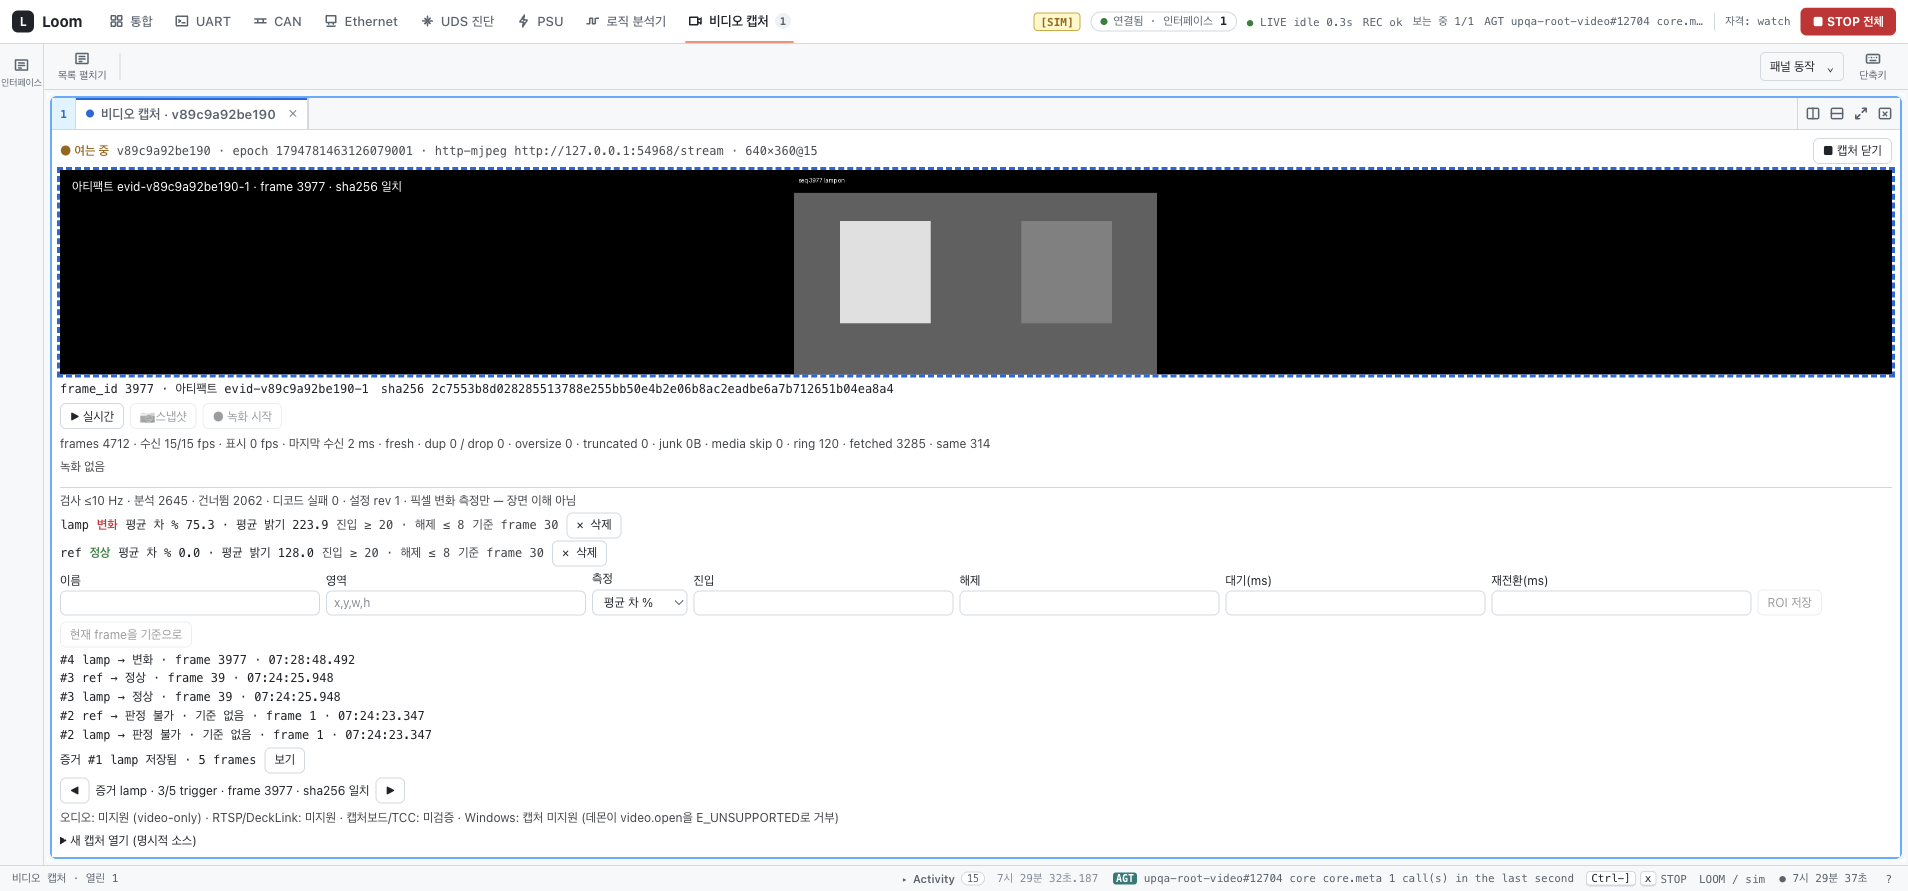 L Loom 통합 UART CAN Ethernet UDS 진단 PSU 로직 분석기 비디오 캡처 1 [SIM] 연결됨 · 인터페이스 1 LIVE idle 0.3s REC ok 보는 중 1/1 AGT upqa-root-video#12704 core.m… 자격: watch STOP 전체
인터페이스
목록 펼치기 패널 동작 단축키
1 비디오 캡처 · v89c9a92be190 ×
여는 중 v89c9a92be190 · epoch 1794781463126079001 · http-mjpeg http://127.0.0.1:54968/stream · 640×360@15 캡처 닫기
아티팩트 evid-v89c9a92be190-1 · frame 3977 · sha256 일치
seq3977 lamp on
frame_id 3977 · 아티팩트 evid-v89c9a92be190-1 sha256 2c7553b8d028285513788e255bb50e4b2e06b8ac2eadbe6a7b712651b04ea8a4
▶ 실시간 스냅샷 ● 녹화 시작
frames 4712 · 수신 15/15 fps · 표시 0 fps · 마지막 수신 2 ms · fresh · dup 0 / drop 0 · oversize 0 · truncated 0 · junk 0B · media skip 0 · ring 120 · fetched 3285 · same 314
녹화 없음
검사 ≤10 Hz · 분석 2645 · 건너뜀 2062 · 디코드 실패 0 · 설정 rev 1 · 픽셀 변화 측정만 — 장면 이해 아님
lamp 변화 평균 차 % 75.3 · 평균 밝기 223.9 진입 ≥ 20 · 해제 ≤ 8 기준 frame 30 × 삭제
ref 정상 평균 차 % 0.0 · 평균 밝기 128.0 진입 ≥ 20 · 해제 ≤ 8 기준 frame 30 × 삭제
이름 영역 측정 진입 해제 대기(ms) 재전환(ms)
x,y,w,h 평균 차 % ROI 저장
현재 frame을 기준으로
#4 lamp → 변화 · frame 3977 · 07:28:48.492
#3 ref → 정상 · frame 39 · 07:24:25.948
#3 lamp → 정상 · frame 39 · 07:24:25.948
#2 ref → 판정 불가 · 기준 없음 · frame 1 · 07:24:23.347
#2 lamp → 판정 불가 · 기준 없음 · frame 1 · 07:24:23.347
증거 #1 lamp 저장됨 · 5 frames 보기
◀ 증거 lamp · 3/5 trigger · frame 3977 · sha256 일치 ▶
오디오: 미지원 (video-only) · RTSP/DeckLink: 미지원 · 캡처보드/TCC: 미검증 · Windows: 캡처 미지원 (데몬이 video.open을 E_UNSUPPORTED로 거부)
▶ 새 캡처 열기 (명시적 소스)
비디오 캡처 · 열린 1 ▸ Activity 15 7시 29분 32초.187 AGT upqa-root-video#12704 core core.meta 1 call(s) in the last second Ctrl-] x STOP LOOM / sim ● 7시 29분 37초 ?